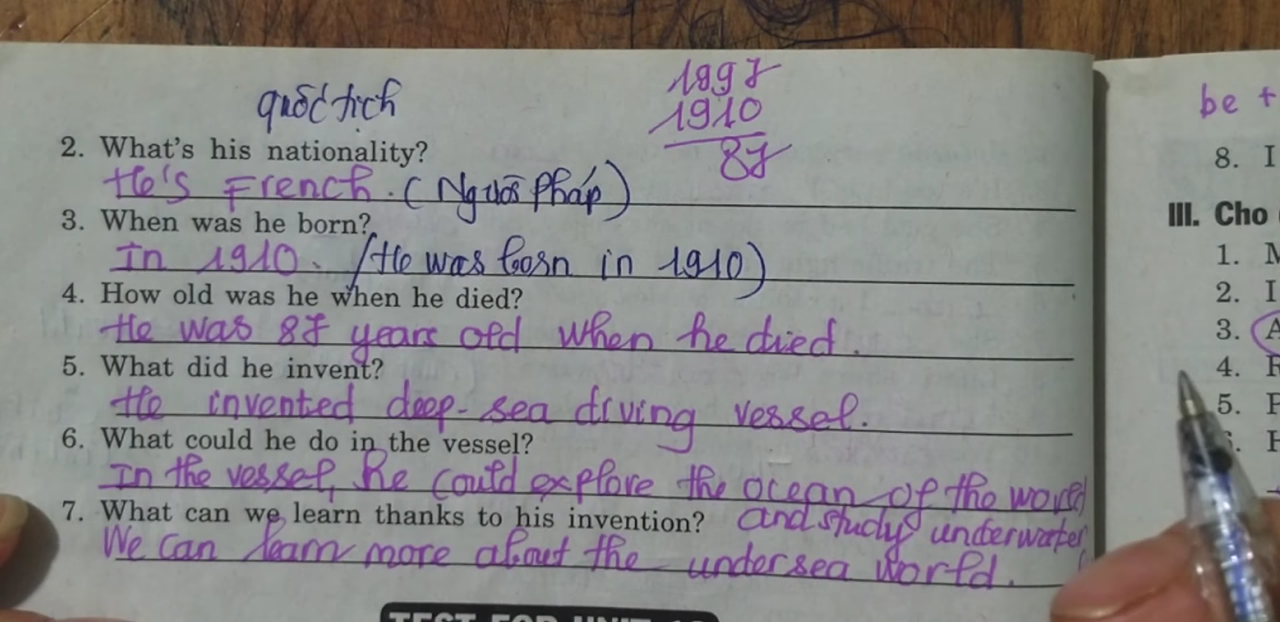 quốc tịch
1997
1910
87
2. What's his nationality?
He's French. (Người Pháp)
3. When was he born?
In 1910. /He was born in 1910)
4. How old was he when he died?
He was 87 years old when he died.
5. What did he invent?
He invented deep-sea diving vessel.
6. What could he do in the vessel?
In the vessel, he could explore the ocean of the world
and study underwater
7. What can we learn thanks to his invention?
We can learn more about the undersea world.
be +
8. I
III. Cho
1.
2. I
3. A
4.
5.